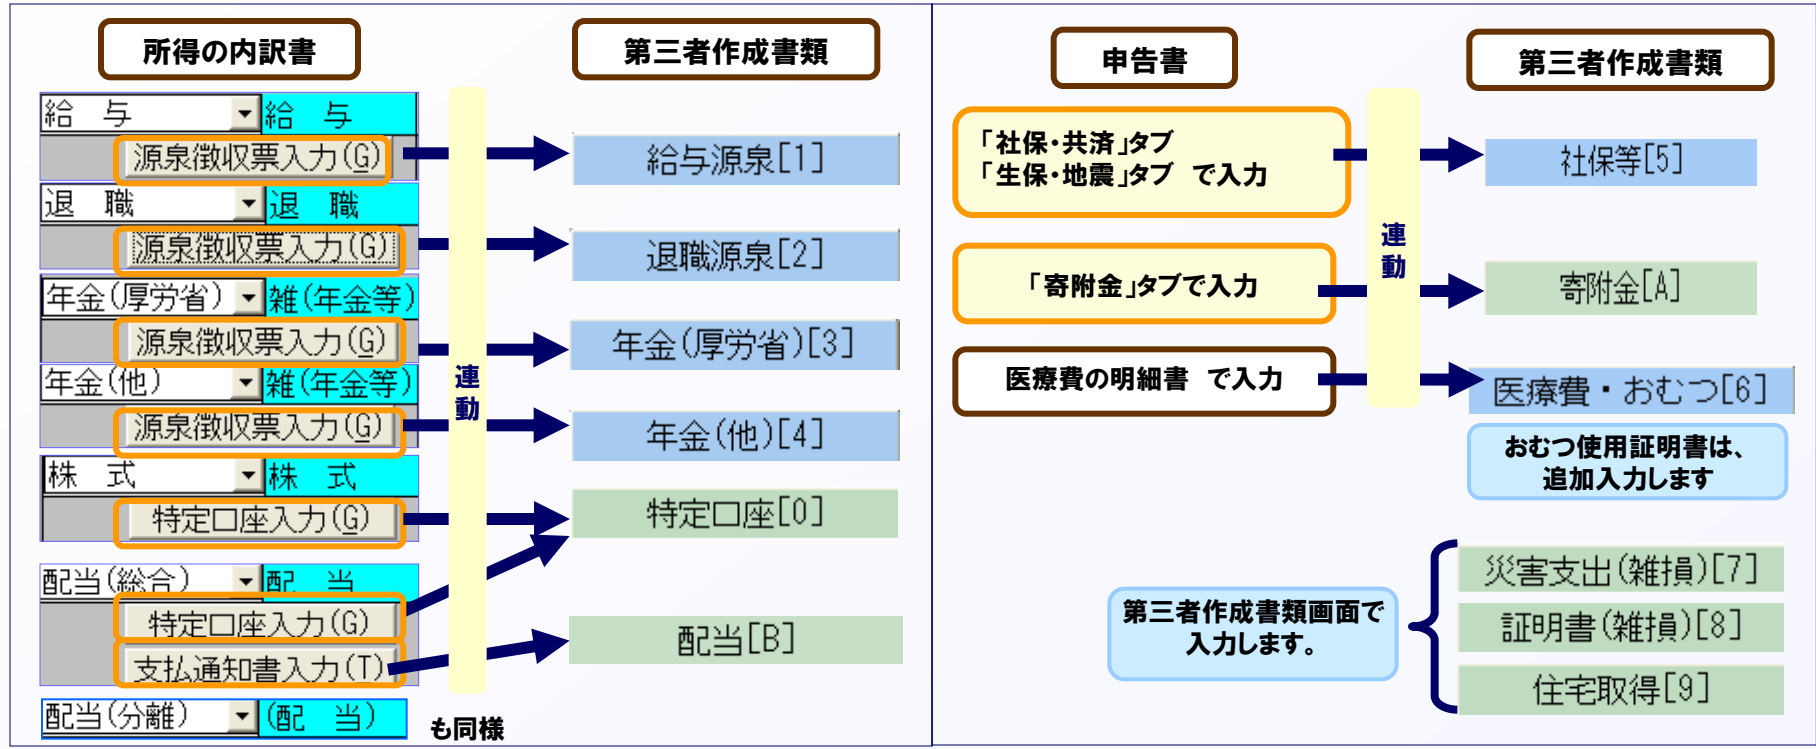 所得の内訳書
第三者作成書類
給　与
給　与
源泉徴収票入力(G)
給与源泉[1]
退　職
退　職
源泉徴収票入力(G)
退職源泉[2]
年金(厚労省)
雑(年金等)
源泉徴収票入力(G)
年金(厚労省)[3]
年金(他)
雑(年金等)
源泉徴収票入力(G)
年金(他)[4]
株　式
株　式
特定口座入力(G)
特定口座[0]
配当(総合)
配　当
特定口座入力(G)
支払通知書入力(T)
配当[B]
配当(分離)
(配　当)
も同様
連動
申告書
第三者作成書類
「社保・共済」タブ
「生保・地震」タブ　で入力
社保等[5]
「寄附金」タブで入力
寄附金[A]
医療費の明細書　で入力
医療費・おむつ[6]
連動
おむつ使用証明書は、
追加入力します
第三者作成書類画面で
入力します。
災害支出(雑損)[7]
証明書(雑損)[8]
住宅取得[9]